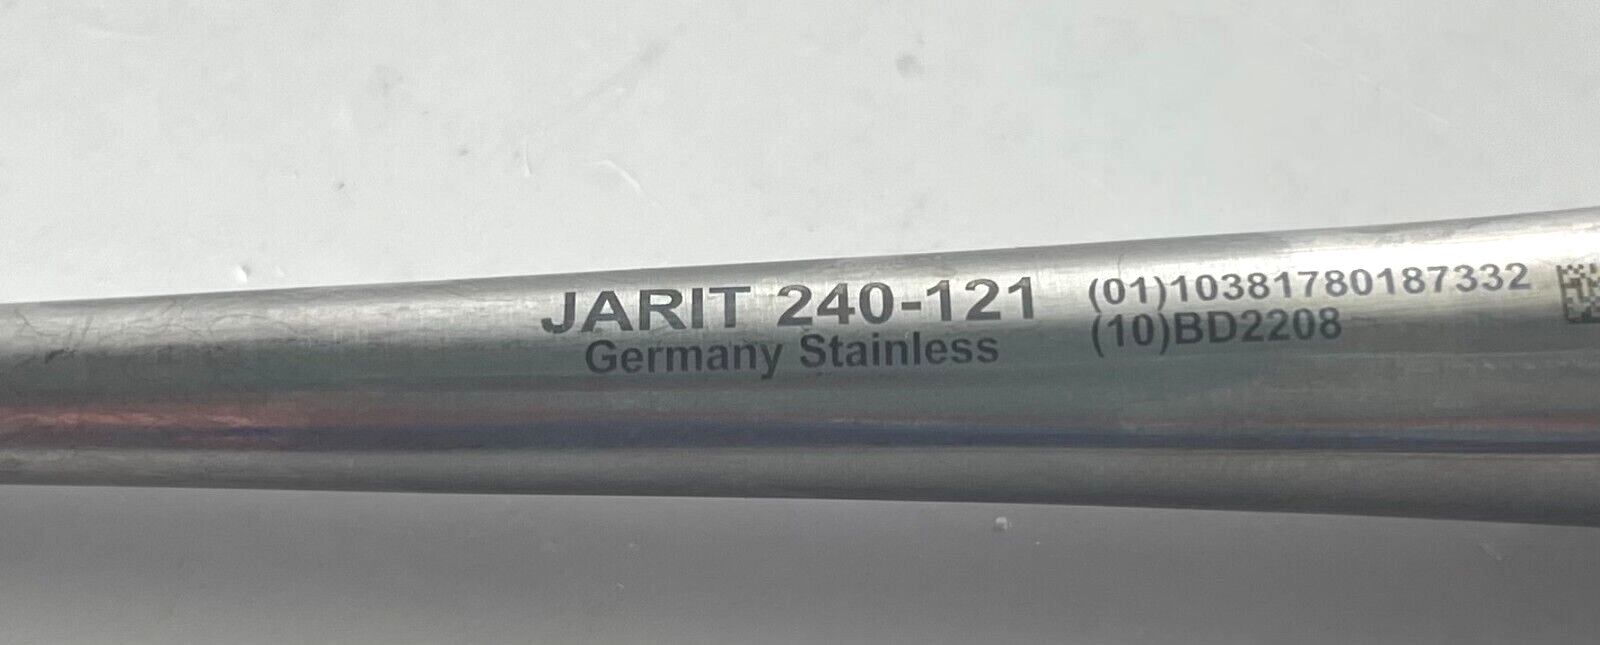 JARIT 240-121
Germany Stainless
(01)10381780187332
(10)BD2208